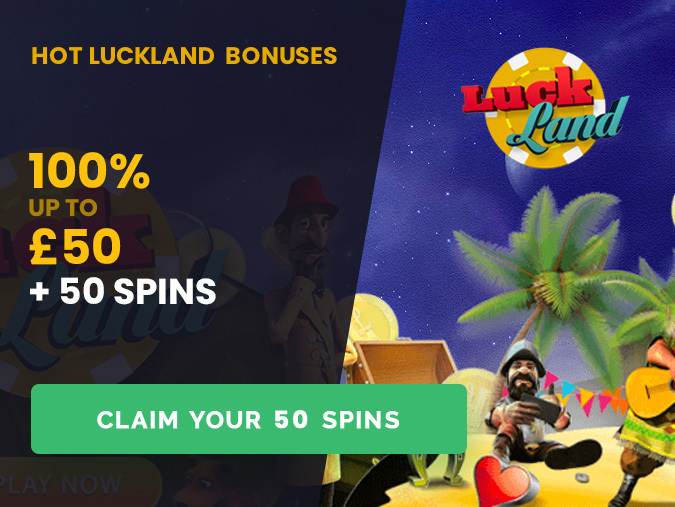 HOT LUCKLAND BONUSES
Luck
Land
100%
UP TO
£50
+ 50 SPINS
CLAIM YOUR 50 SPINS
PLAY NOW